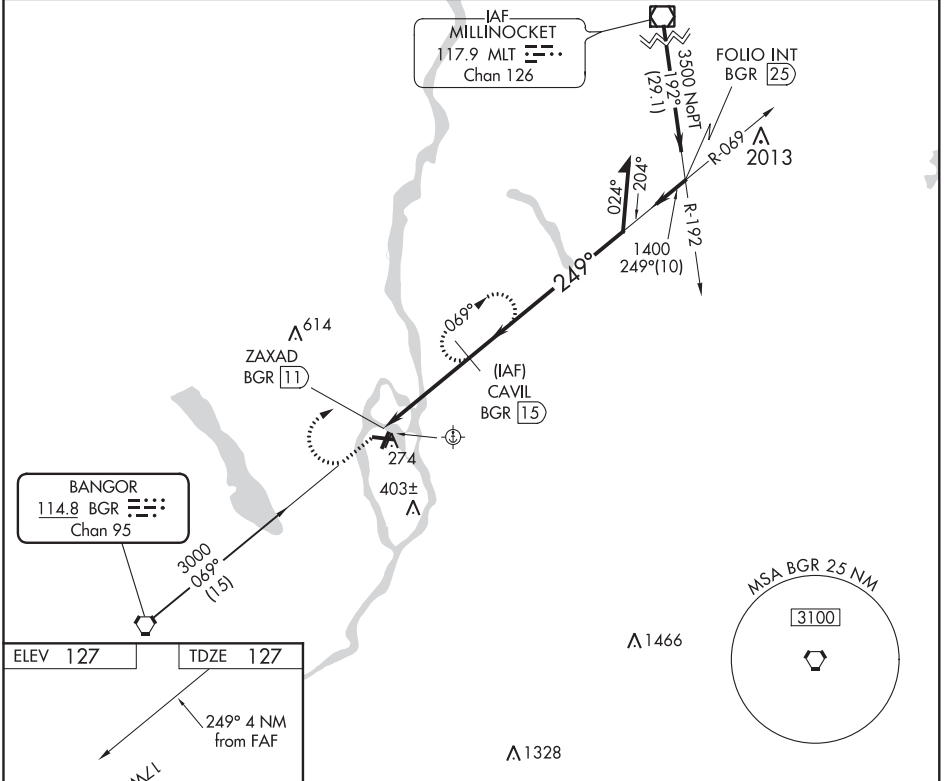 IAF
MILLINOCKET
117.9 MLT
Chan 126
FOLIO INT
BGR 25
3500 NoPT
192°
(29.1)
R-069
2013
024°
204°
R-192
1400
249°(10)
249°
069°
614
ZAXAD
BGR 11
(IAF)
CAVIL
BGR 15
274
403±
BANGOR
114.8 BGR
Chan 95
3000
069°
(15)
MSA BGR 25 NM
3100
1466
ELEV 127
TDZE 127
249° 4 NM
from FAF
1328